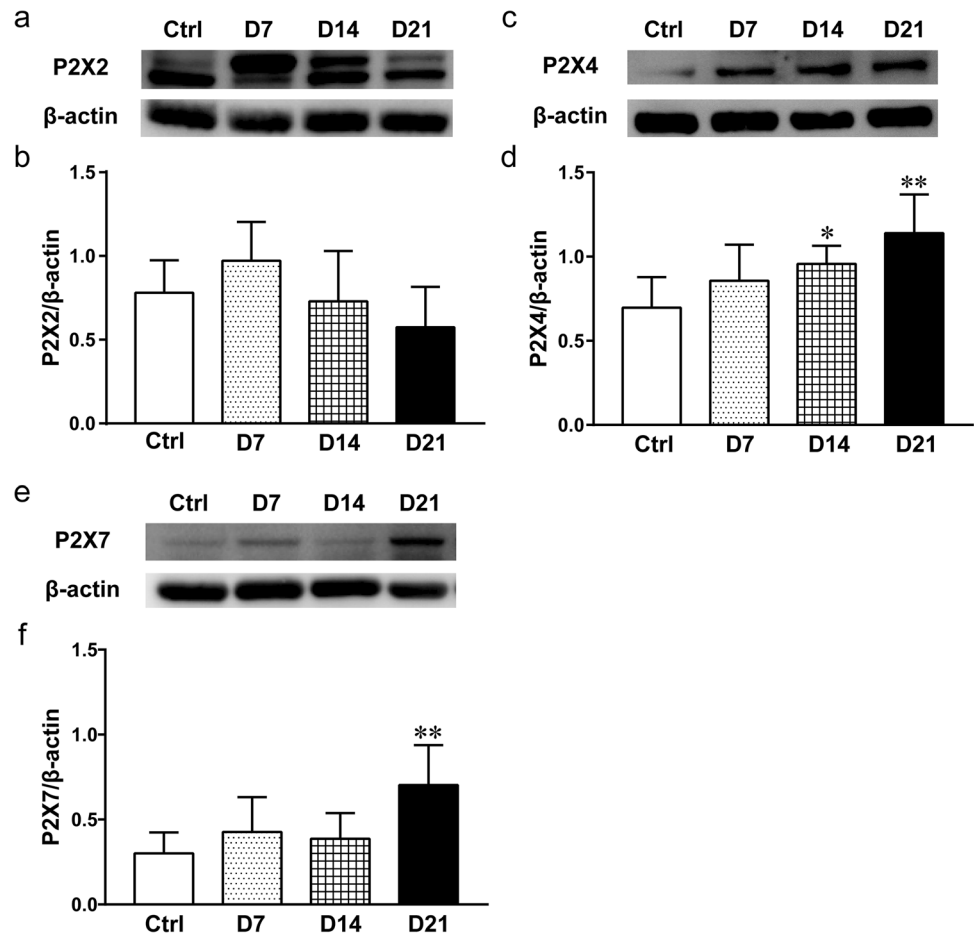 a
Ctrl D7 D14 D21
P2X2
β-actin
b
1.5
1.0
0.5
0.0
P2X2/β-actin
Ctrl D7 D14 D21
c
Ctrl D7 D14 D21
P2X4
β-actin
d
1.5
1.0
0.5
0.0
P2X4/β-actin
*
**
Ctrl D7 D14 D21
e
Ctrl D7 D14 D21
P2X7
β-actin
f
1.5
1.0
0.5
0.0
P2X7/β-actin
**
Ctrl D7 D14 D21